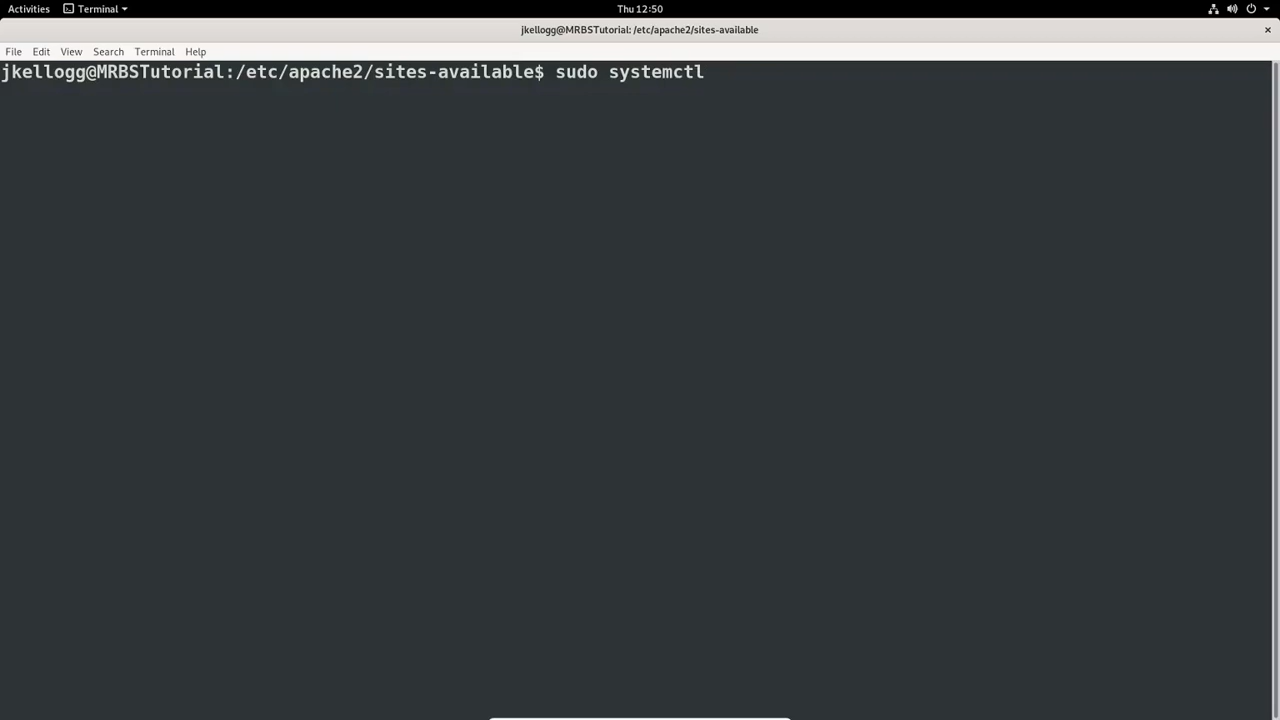 Activities Terminal Thu 12:50
jkellogg@MRBSTutorial: /etc/apache2/sites-available ×
File Edit View Search Terminal Help
jkellogg@MRBSTutorial:/etc/apache2/sites-available$ sudo systemctl